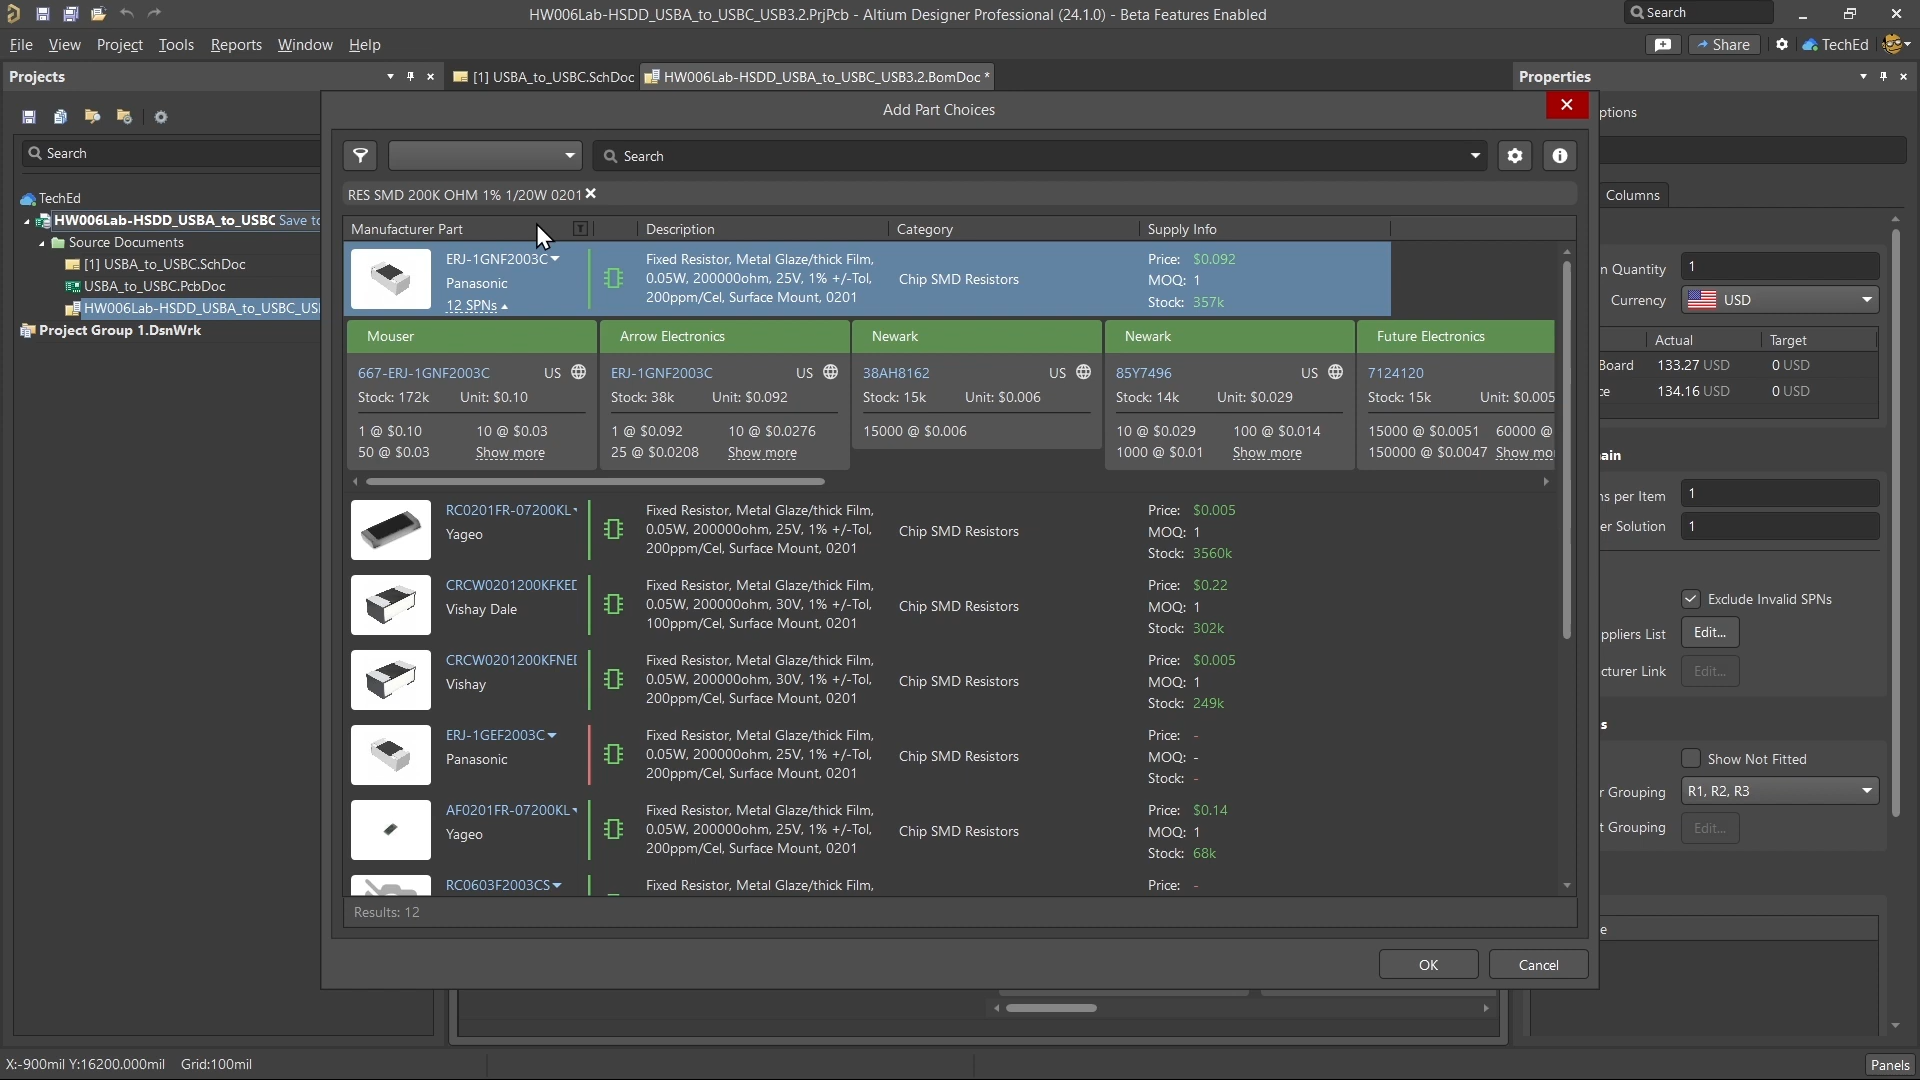 HW006Lab-HSDD_USBA_to_USBC_USB3.2.PrjPcb - Altium Designer Professional (24.1.0) - Beta Features Enabled
Search
File View Project Tools Reports Window Help
Share
TechEd
Projects
[1] USBA_to_USBC.SchDoc
HW006Lab-HSDD_USBA_to_USBC_USB3.2.BomDoc *
Properties
Search
TechEd
HW006Lab-HSDD_USBA_to_USBC Save to
Source Documents
[1] USBA_to_USBC.SchDoc
USBA_to_USBC.PcbDoc
HW006Lab-HSDD_USBA_to_USBC_US
Project Group 1.DsnWrk
Add Part Choices
Search
RES SMD 200K OHM 1% 1/20W 0201
Manufacturer Part Description Category Supply Info
ERJ-1GNF2003C
Panasonic
12 SPNs
Fixed Resistor, Metal Glaze/thick Film,
0.05W, 200000ohm, 25V, 1% +/-Tol,
200ppm/Cel, Surface Mount, 0201
Chip SMD Resistors
Price: $0.092
MOQ: 1
Stock: 357k
Mouser
667-ERJ-1GNF2003C US
Stock: 172k Unit: $0.10
1 @ $0.10 10 @ $0.03
50 @ $0.03 Show more
Arrow Electronics
ERJ-1GNF2003C US
Stock: 38k Unit: $0.092
1 @ $0.092 10 @ $0.0276
25 @ $0.0208 Show more
Newark
38AH8162 US
Stock: 15k Unit: $0.006
15000 @ $0.006
Newark
85Y7496 US
Stock: 14k Unit: $0.029
10 @ $0.029 100 @ $0.014
1000 @ $0.01 Show more
Future Electronics
7124120
Stock: 15k Unit: $0.005
15000 @ $0.0051 60000 @
150000 @ $0.0047 Show mo
RC0201FR-07200KL
Yageo
Fixed Resistor, Metal Glaze/thick Film,
0.05W, 200000ohm, 25V, 1% +/-Tol,
200ppm/Cel, Surface Mount, 0201
Chip SMD Resistors
Price: $0.005
MOQ: 1
Stock: 3560k
CRCW0201200KFKED
Vishay Dale
Fixed Resistor, Metal Glaze/thick Film,
0.05W, 200000ohm, 30V, 1% +/-Tol,
100ppm/Cel, Surface Mount, 0201
Chip SMD Resistors
Price: $0.22
MOQ: 1
Stock: 302k
CRCW0201200KFNED
Vishay
Fixed Resistor, Metal Glaze/thick Film,
0.05W, 200000ohm, 30V, 1% +/-Tol,
200ppm/Cel, Surface Mount, 0201
Chip SMD Resistors
Price: $0.005
MOQ: 1
Stock: 249k
ERJ-1GEF2003C
Panasonic
Fixed Resistor, Metal Glaze/thick Film,
0.05W, 200000ohm, 25V, 1% +/-Tol,
200ppm/Cel, Surface Mount, 0201
Chip SMD Resistors
Price: -
MOQ: -
Stock: -
AF0201FR-07200KL
Yageo
Fixed Resistor, Metal Glaze/thick Film,
0.05W, 200000ohm, 25V, 1% +/-Tol,
200ppm/Cel, Surface Mount, 0201
Chip SMD Resistors
Price: $0.14
MOQ: 1
Stock: 68k
RC0603F2003CS
Fixed Resistor, Metal Glaze/thick Film,
Price: -
Results: 12
OK Cancel
ptions
Columns
n Quantity 1
Currency USD
Actual Target
Board 133.27 USD 0 USD
ce 134.16 USD 0 USD
ain
ns per Item 1
er Solution 1
Exclude Invalid SPNs
ppliers List Edit...
cturer Link Edit...
s
Show Not Fitted
r Grouping R1, R2, R3
t Grouping Edit...
e
X:-900mil Y:16200.000mil Grid:100mil
Panels